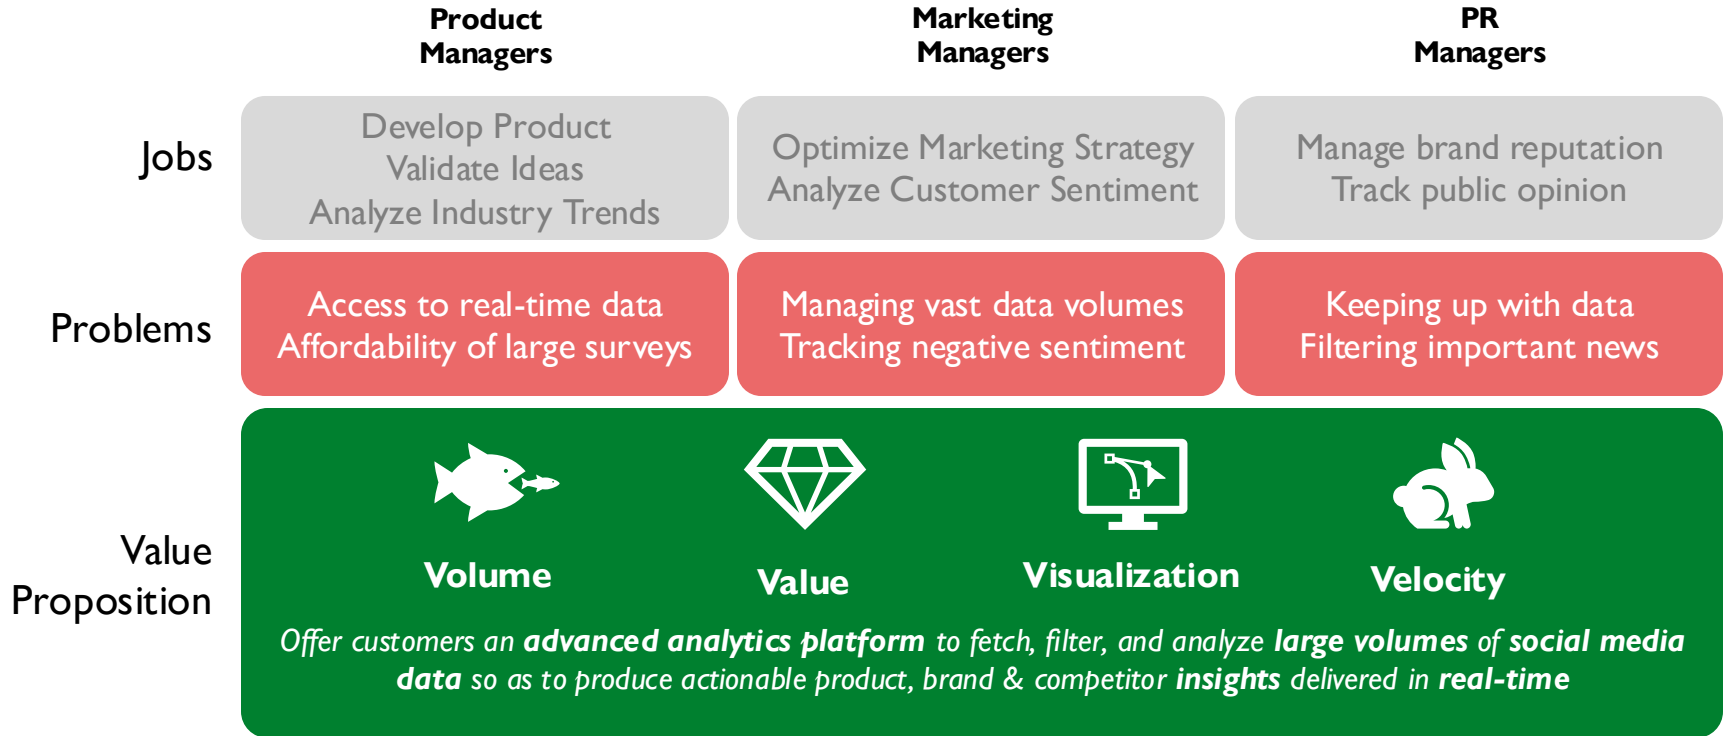 Product
Managers
Marketing
Managers
PR
Managers
Jobs
Develop Product
Validate Ideas
Analyze Industry Trends
Optimize Marketing Strategy
Analyze Customer Sentiment
Manage brand reputation
Track public opinion
Problems
Access to real-time data
Affordability of large surveys
Managing vast data volumes
Tracking negative sentiment
Keeping up with data
Filtering important news
Value
Proposition
Volume
Value
Visualization
Velocity
Offer customers an advanced analytics platform to fetch, filter, and analyze large volumes of social media
data so as to produce actionable product, brand & competitor insights delivered in real-time